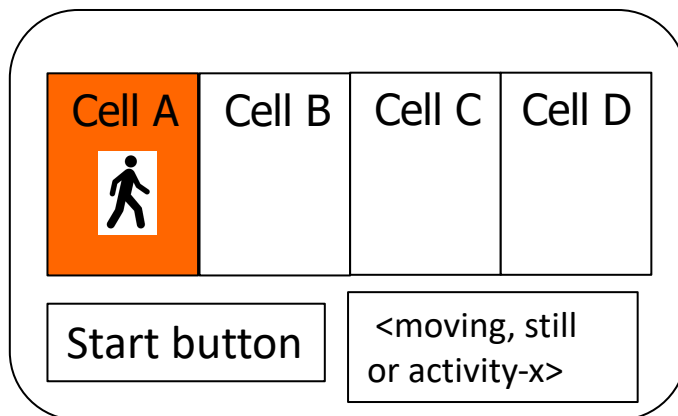 Cell A Cell B Cell C Cell D
Start button
<moving, still
or activity-x>